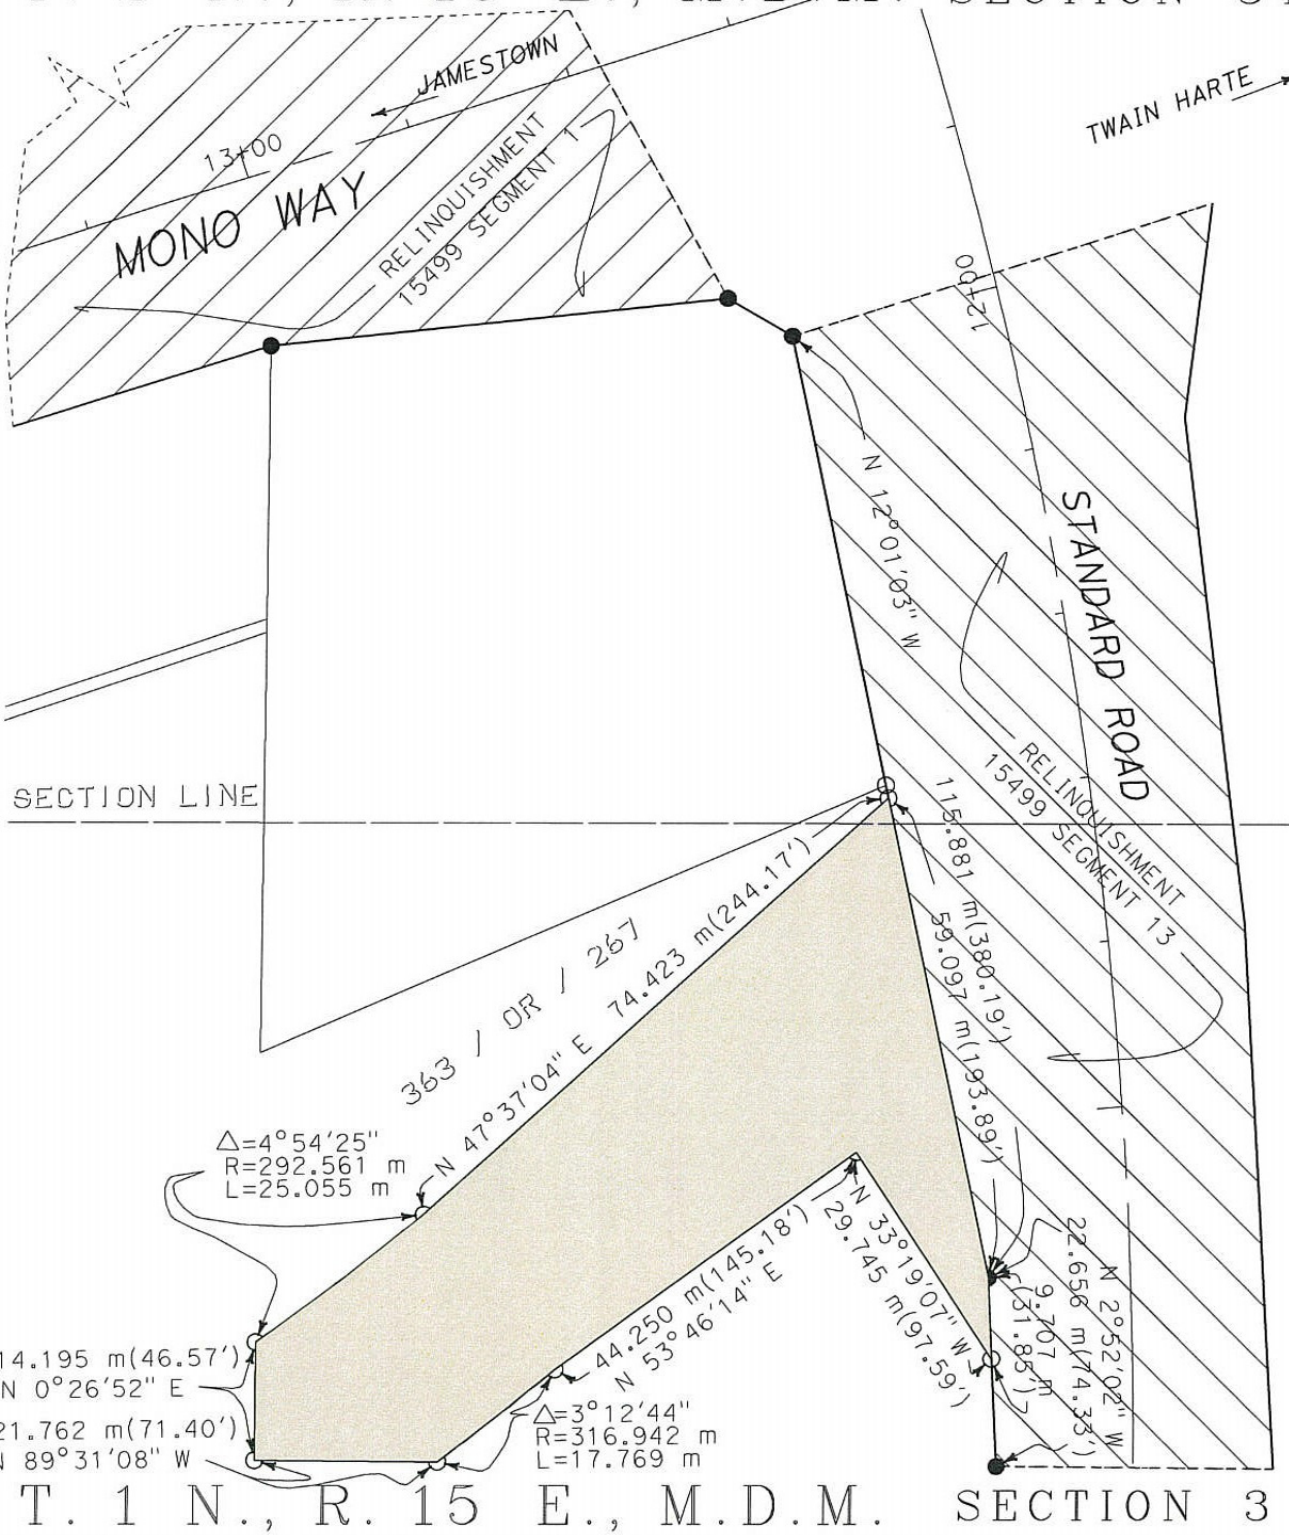 JAMESTOWN
TWAIN HARTE
13+00
MONO WAY
RELINQUISHMENT
15499 SEGMENT 1
12+00
N 12°01'03" W
STANDARD ROAD
RELINQUISHMENT
15499 SEGMENT 13
SECTION LINE
115.881 m(380.19')
59.097 m(193.89')
363 / OR / 267
N 47°37'04" E 74.423 m(244.17')
Δ=4°54'25"
R=292.561 m
L=25.055 m
N 33°19'07" W
29.745 m(97.59')
N 2°52'02" W
22.656 m(74.33')
9.707 m
(31.85')
44.250 m(145.18')
N 53°46'14" E
14.195 m(46.57')
N 0°26'52" E
21.762 m(71.40')
N 89°31'08" W
Δ=3°12'44"
R=316.942 m
L=17.769 m
T. 1 N., R. 15 E., M.D.M. SECTION 3